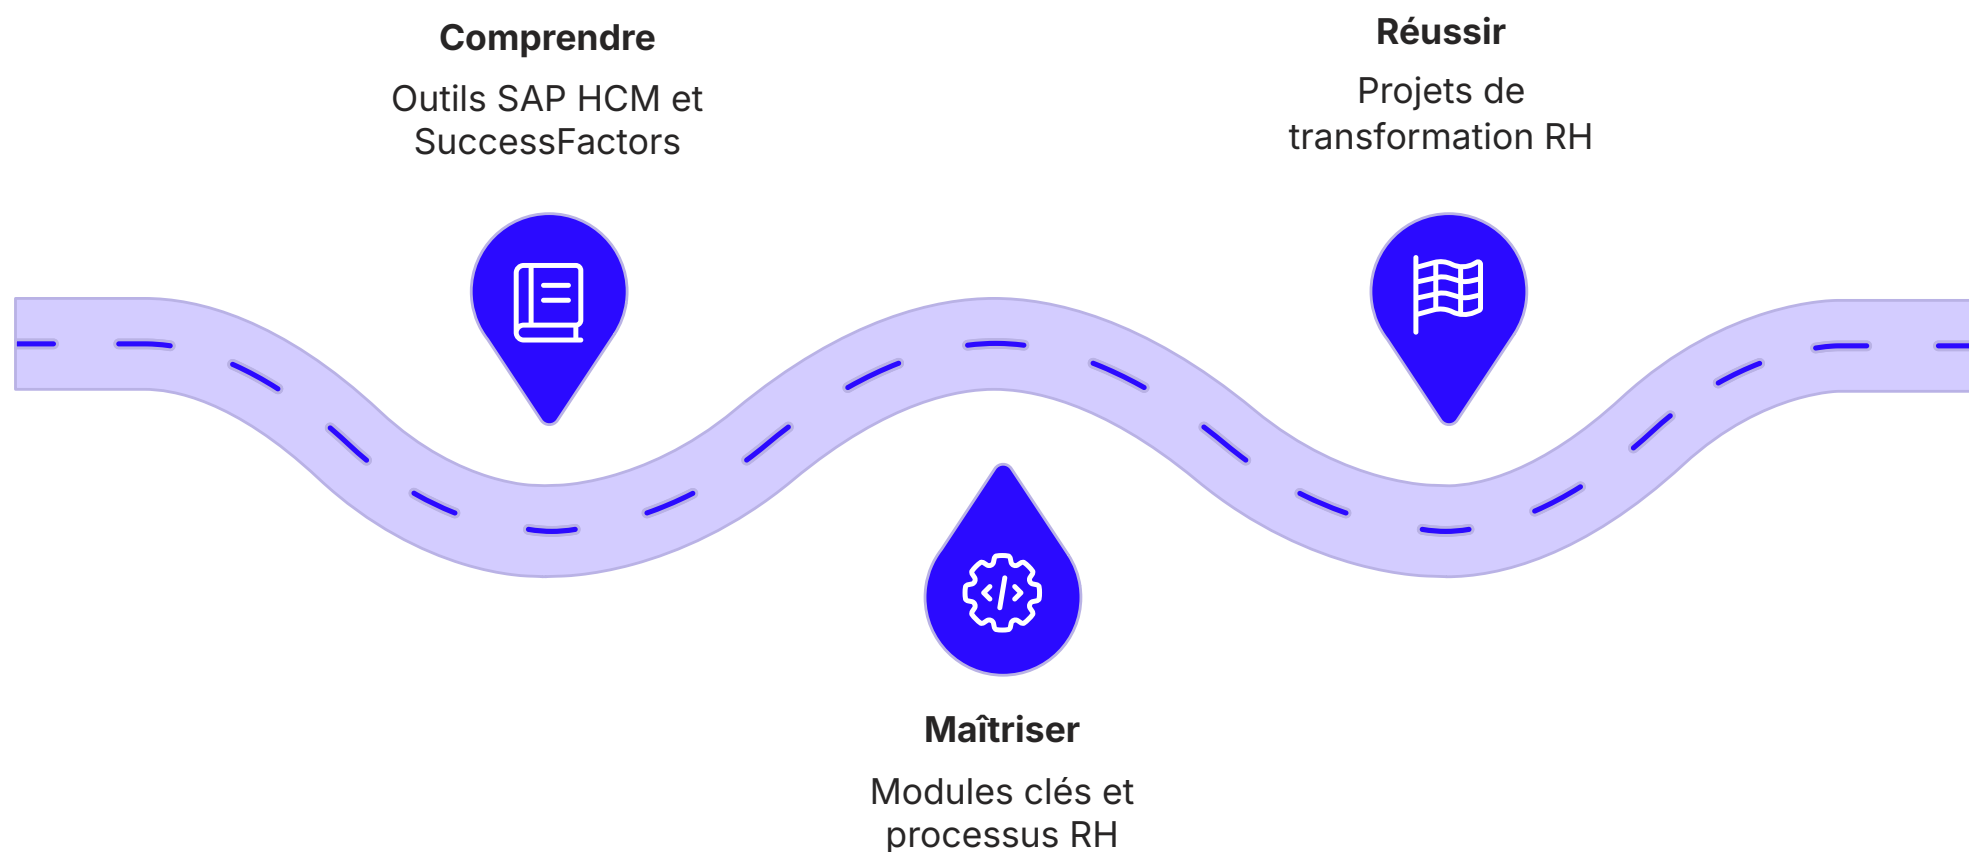 Comprendre
Outils SAP HCM et
SuccessFactors
Réussir
Projets de
transformation RH
Maîtriser
Modules clés et
processus RH